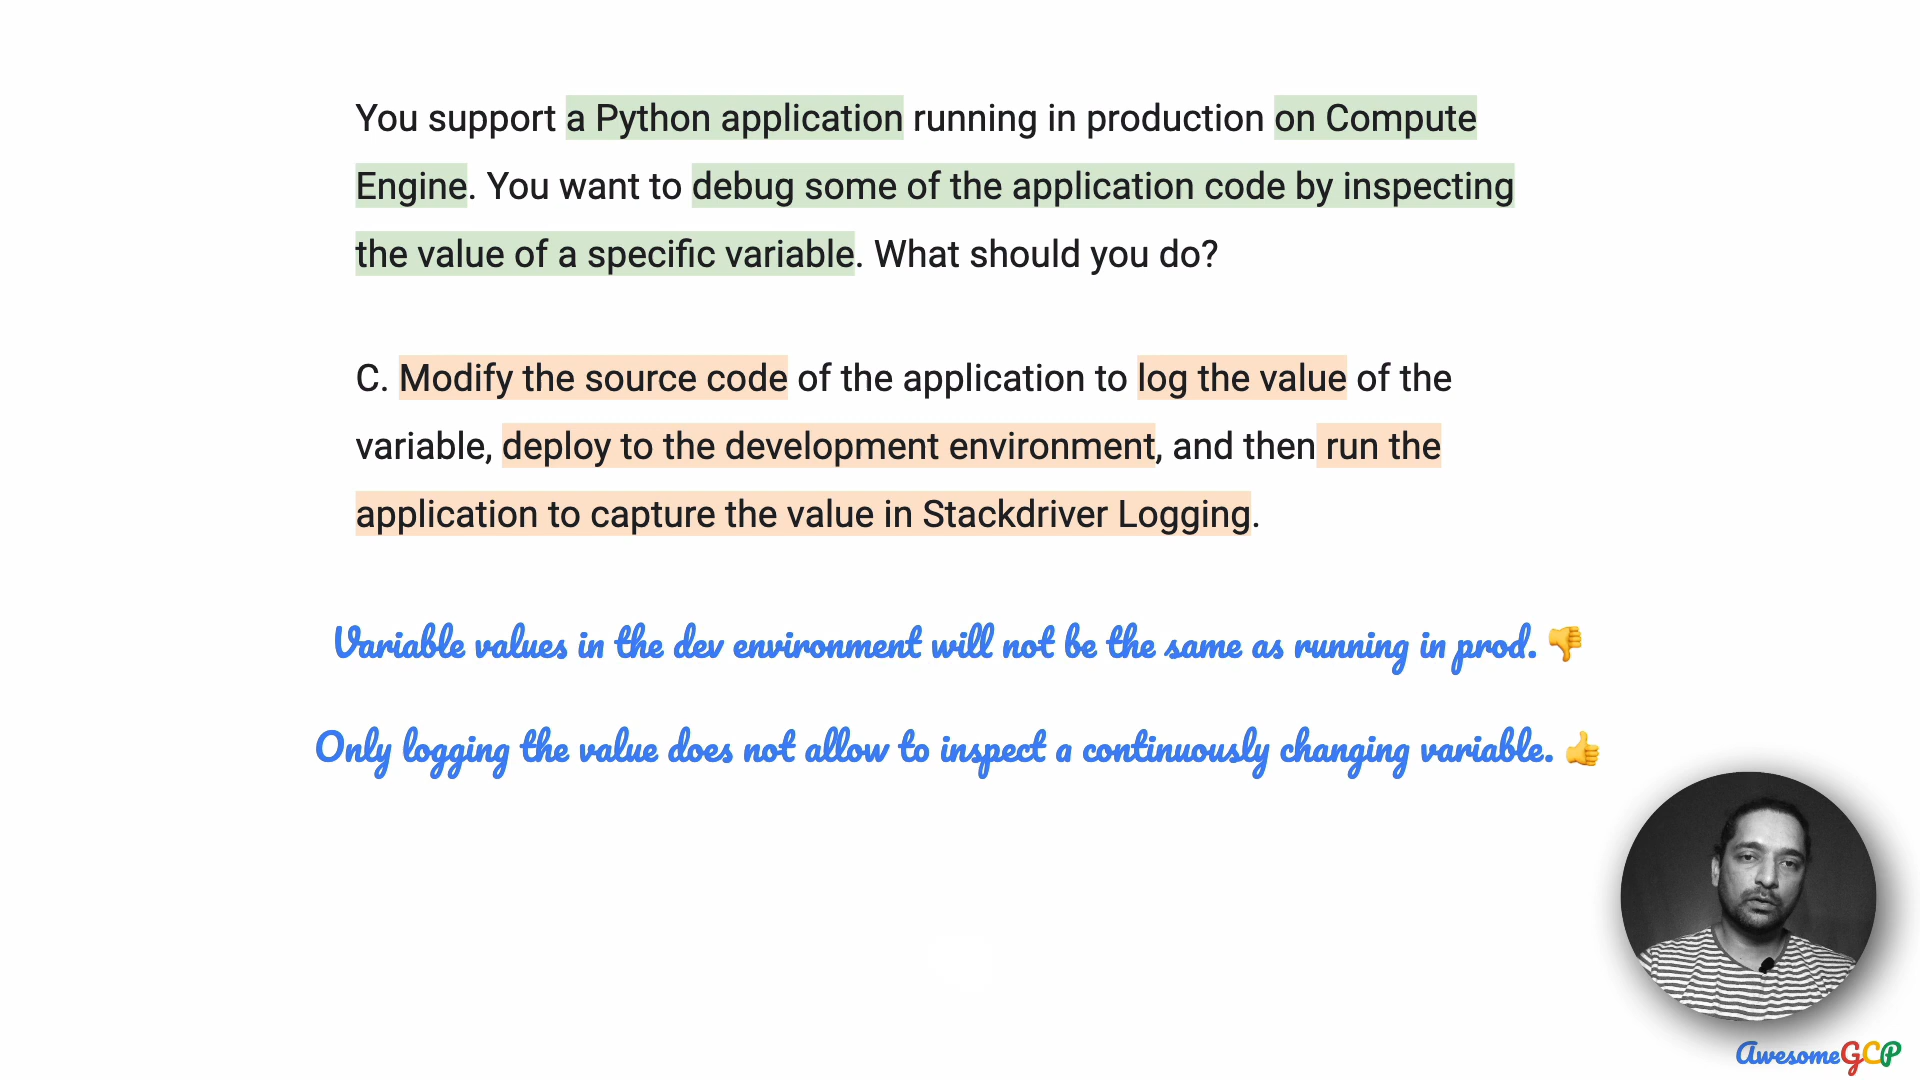 You support a Python application running in production on Compute
Engine. You want to debug some of the application code by inspecting
the value of a specific variable. What should you do?
C. Modify the source code of the application to log the value of the
variable, deploy to the development environment, and then run the
application to capture the value in Stackdriver Logging.
Variable values in the dev environment will not be the same as running in prod. 👎
Only logging the value does not allow to inspect a continuously changing variable. 👍
AwesomeGCP